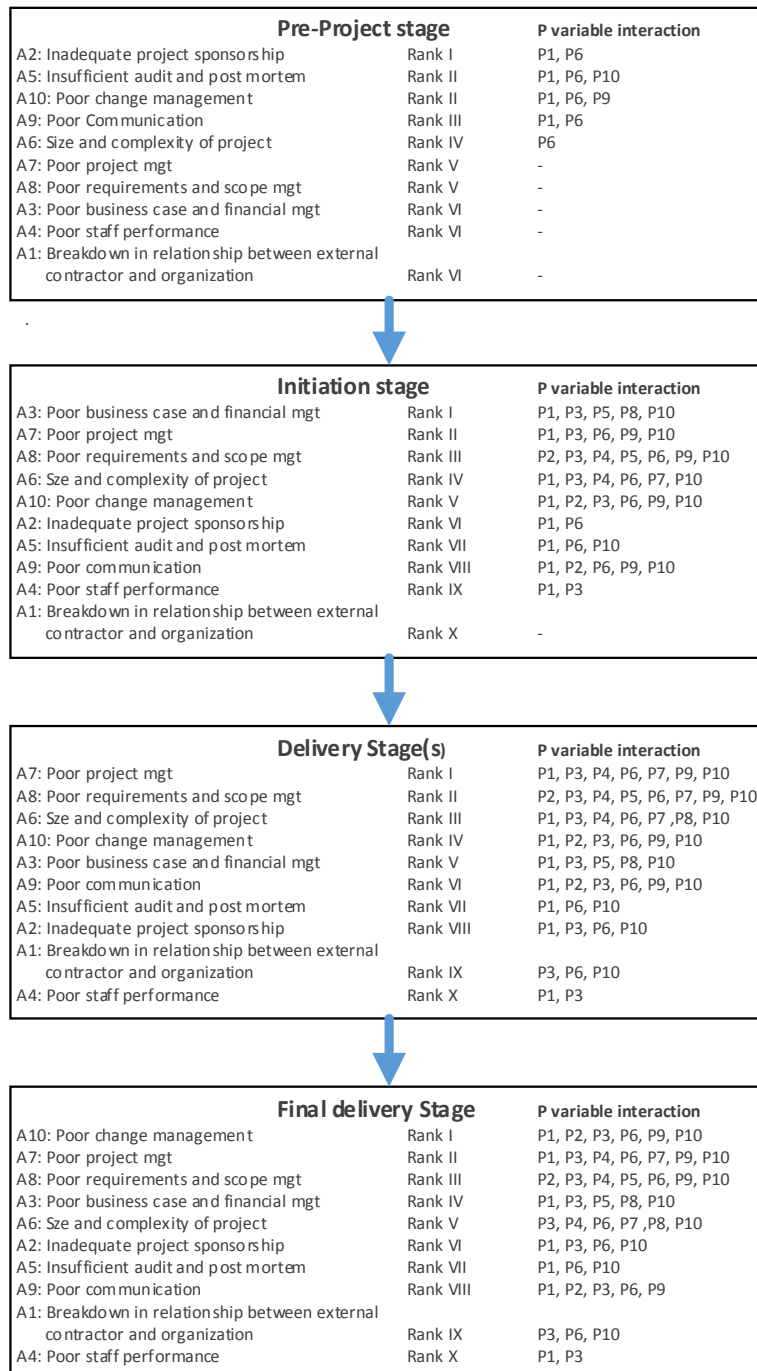 Pre-Project stage P variable interaction
A2: Inadequate project sponsorship Rank I P1, P6
A5: Insufficient audit and post mortem Rank II P1, P6, P10
A10: Poor change management Rank II P1, P6, P9
A9: Poor Communication Rank III P1, P6
A6: Size and complexity of project Rank IV P6
A7: Poor project mgt Rank V -
A8: Poor requirements and scope mgt Rank V -
A3: Poor business case and financial mgt Rank VI -
A4: Poor staff performance Rank VI -
A1: Breakdown in relationship between external
contractor and organization Rank VI -
.
Initiation stage P variable interaction
A3: Poor business case and financial mgt Rank I P1, P3, P5, P8, P10
A7: Poor project mgt Rank II P1, P3, P6, P9, P10
A8: Poor requirements and scope mgt Rank III P2, P3, P4, P5, P6, P9, P10
A6: Sze and complexity of project Rank IV P1, P3, P4, P6, P7, P10
A10: Poor change management Rank V P1, P2, P3, P6, P9, P10
A2: Inadequate project sponsorship Rank VI P1, P6
A5: Insufficient audit and post mortem Rank VII P1, P6, P10
A9: Poor communication Rank VIII P1, P2, P6, P9, P10
A4: Poor staff performance Rank IX P1, P3
A1: Breakdown in relationship between external
contractor and organization Rank X -
Delivery Stage(s) P variable interaction
A7: Poor project mgt Rank I P1, P3, P4, P6, P7, P9, P10
A8: Poor requirements and scope mgt Rank II P2, P3, P4, P5, P6, P7, P9, P10
A6: Sze and complexity of project Rank III P1, P3, P4, P6, P7 ,P8, P10
A10: Poor change management Rank IV P1, P2, P3, P6, P9, P10
A3: Poor business case and financial mgt Rank V P1, P3, P5, P8, P10
A9: Poor communication Rank VI P1, P2, P3, P6, P9, P10
A5: Insufficient audit and post mortem Rank VII P1, P6, P10
A2: Inadequate project sponsorship Rank VIII P1, P3, P6, P10
A1: Breakdown in relationship between external
contractor and organization Rank IX P3, P6, P10
A4: Poor staff performance Rank X P1, P3
Final delivery Stage P variable interaction
A10: Poor change management Rank I P1, P2, P3, P6, P9, P10
A7: Poor project mgt Rank II P1, P3, P4, P6, P7, P9, P10
A8: Poor requirements and scope mgt Rank III P2, P3, P4, P5, P6, P9, P10
A3: Poor business case and financial mgt Rank IV P1, P3, P5, P8, P10
A6: Sze and complexity of project Rank V P3, P4, P6, P7 ,P8, P10
A2: Inadequate project sponsorship Rank VI P1, P3, P6, P10
A5: Insufficient audit and post mortem Rank VII P1, P6, P10
A9: Poor communication Rank VIII P1, P2, P3, P6, P9
A1: Breakdown in relationship between external
contractor and organization Rank IX P3, P6, P10
A4: Poor staff performance Rank X P1, P3